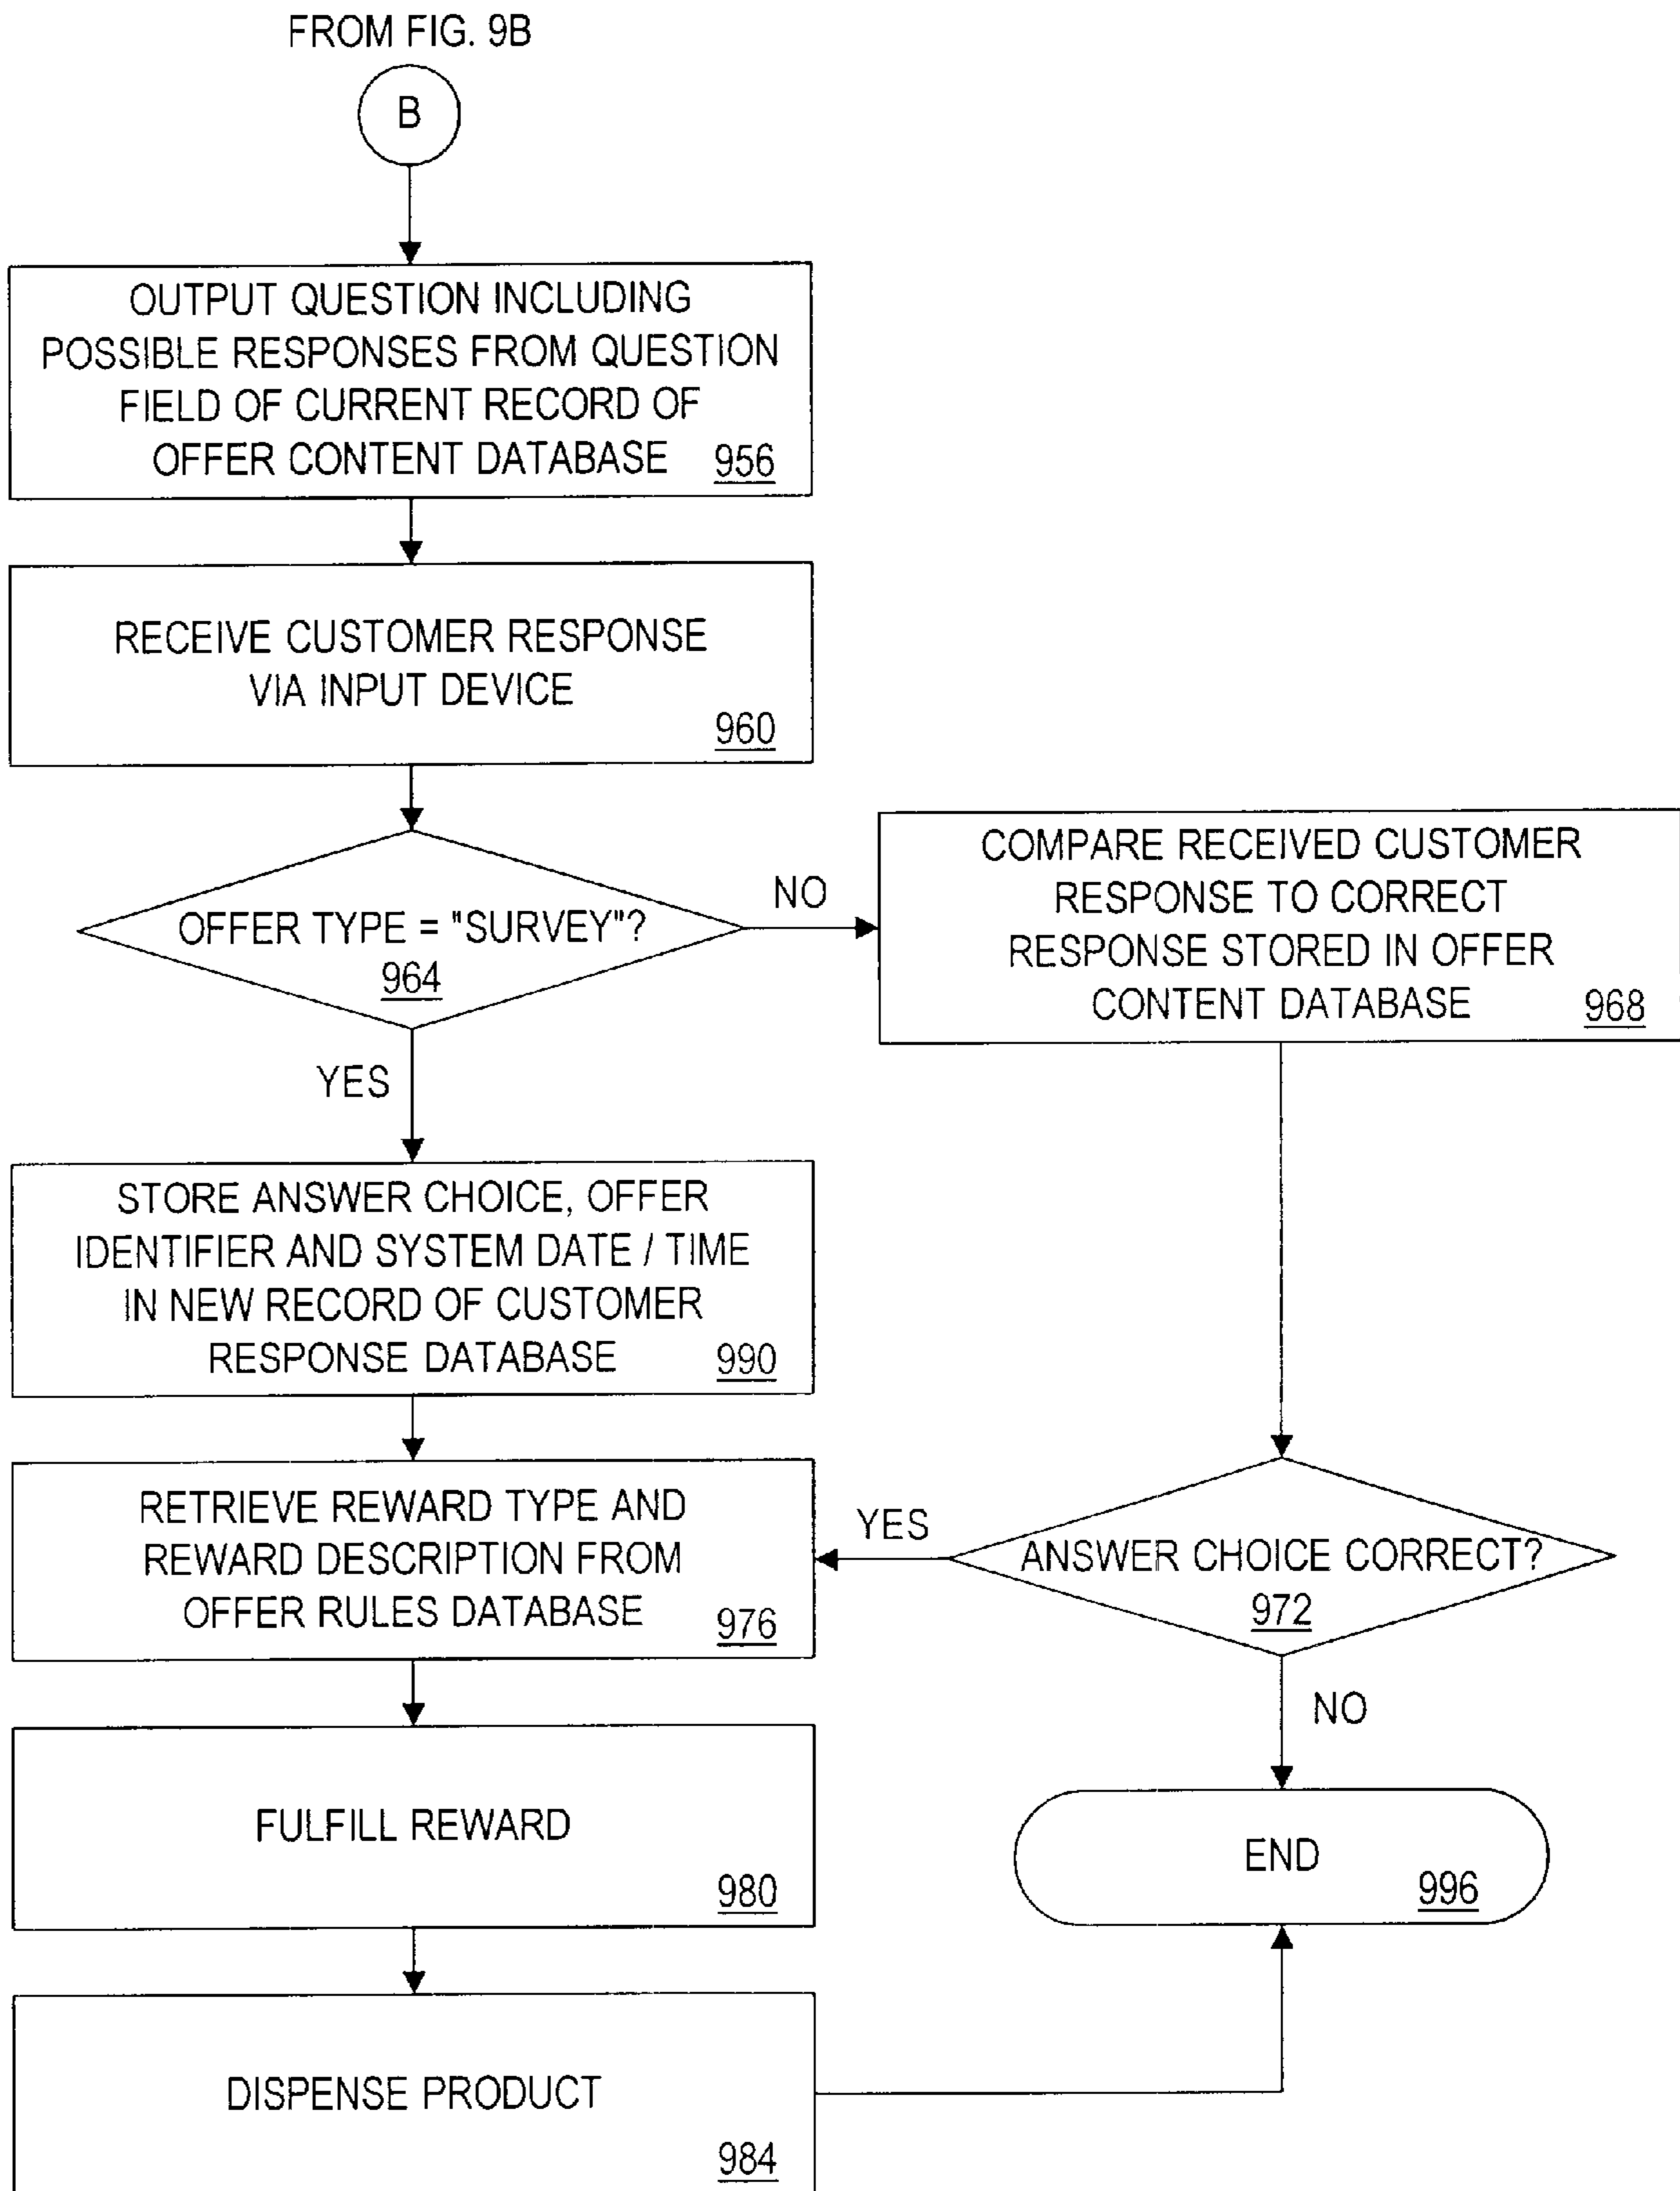 FROM FIG. 9B
B
OUTPUT QUESTION INCLUDING
POSSIBLE RESPONSES FROM QUESTION
FIELD OF CURRENT RECORD OF
OFFER CONTENT DATABASE 956
RECEIVE CUSTOMER RESPONSE
VIA INPUT DEVICE
960
OFFER TYPE = "SURVEY"?
964
NO
COMPARE RECEIVED CUSTOMER
RESPONSE TO CORRECT
RESPONSE STORED IN OFFER
CONTENT DATABASE 968
YES
STORE ANSWER CHOICE, OFFER
IDENTIFIER AND SYSTEM DATE / TIME
IN NEW RECORD OF CUSTOMER
RESPONSE DATABASE 990
RETRIEVE REWARD TYPE AND
REWARD DESCRIPTION FROM
OFFER RULES DATABASE 976
YES
ANSWER CHOICE CORRECT?
972
NO
FULFILL REWARD
980
END
996
DISPENSE PRODUCT
984